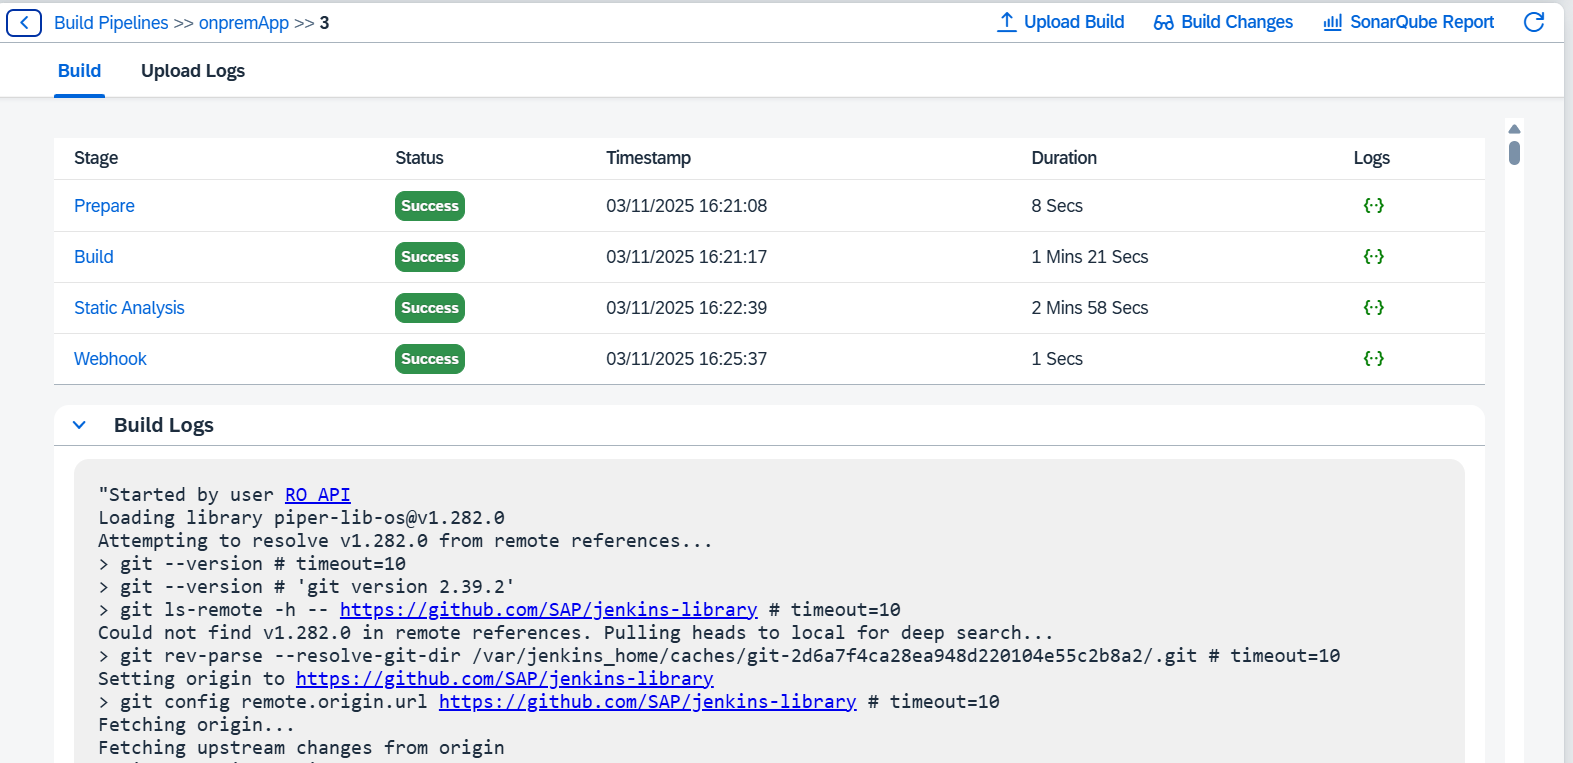 Build Pipelines >> onpremApp >> 3
Upload Build
Build Changes
SonarQube Report
Build
Upload Logs
Stage Status Timestamp Duration Logs
Prepare Success 03/11/2025 16:21:08 8 Secs {··}
Build Success 03/11/2025 16:21:17 1 Mins 21 Secs {··}
Static Analysis Success 03/11/2025 16:22:39 2 Mins 58 Secs {··}
Webhook Success 03/11/2025 16:25:37 1 Secs {··}
Build Logs
"Started by user RO API
Loading library piper-lib-os@v1.282.0
Attempting to resolve v1.282.0 from remote references...
> git --version # timeout=10
> git --version # 'git version 2.39.2'
> git ls-remote -h -- https://github.com/SAP/jenkins-library # timeout=10
Could not find v1.282.0 in remote references. Pulling heads to local for deep search...
> git rev-parse --resolve-git-dir /var/jenkins_home/caches/git-2d6a7f4ca28ea948d220104e55c2b8a2/.git # timeout=10
Setting origin to https://github.com/SAP/jenkins-library
> git config remote.origin.url https://github.com/SAP/jenkins-library # timeout=10
Fetching origin...
Fetching upstream changes from origin